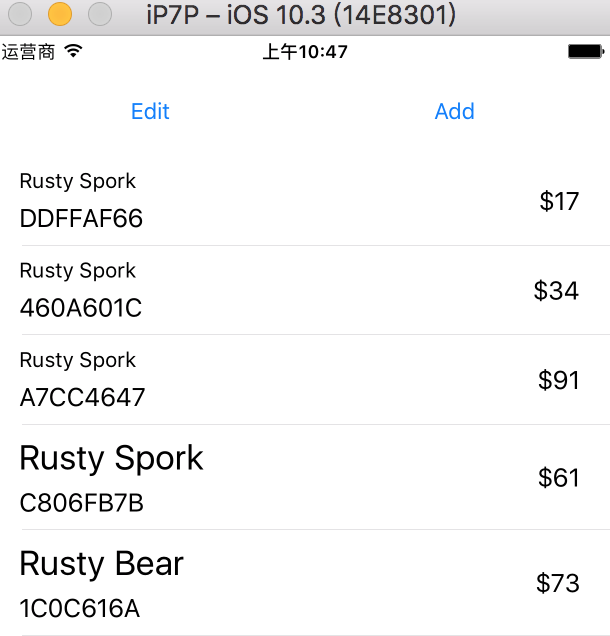 iP7P – iOS 10.3 (14E8301)
运营商 上午10:47
Edit Add
Rusty Spork
DDFFAF66 $17
Rusty Spork
460A601C $34
Rusty Spork
A7CC4647 $91
Rusty Spork
C806FB7B $61
Rusty Bear
1C0C616A $73